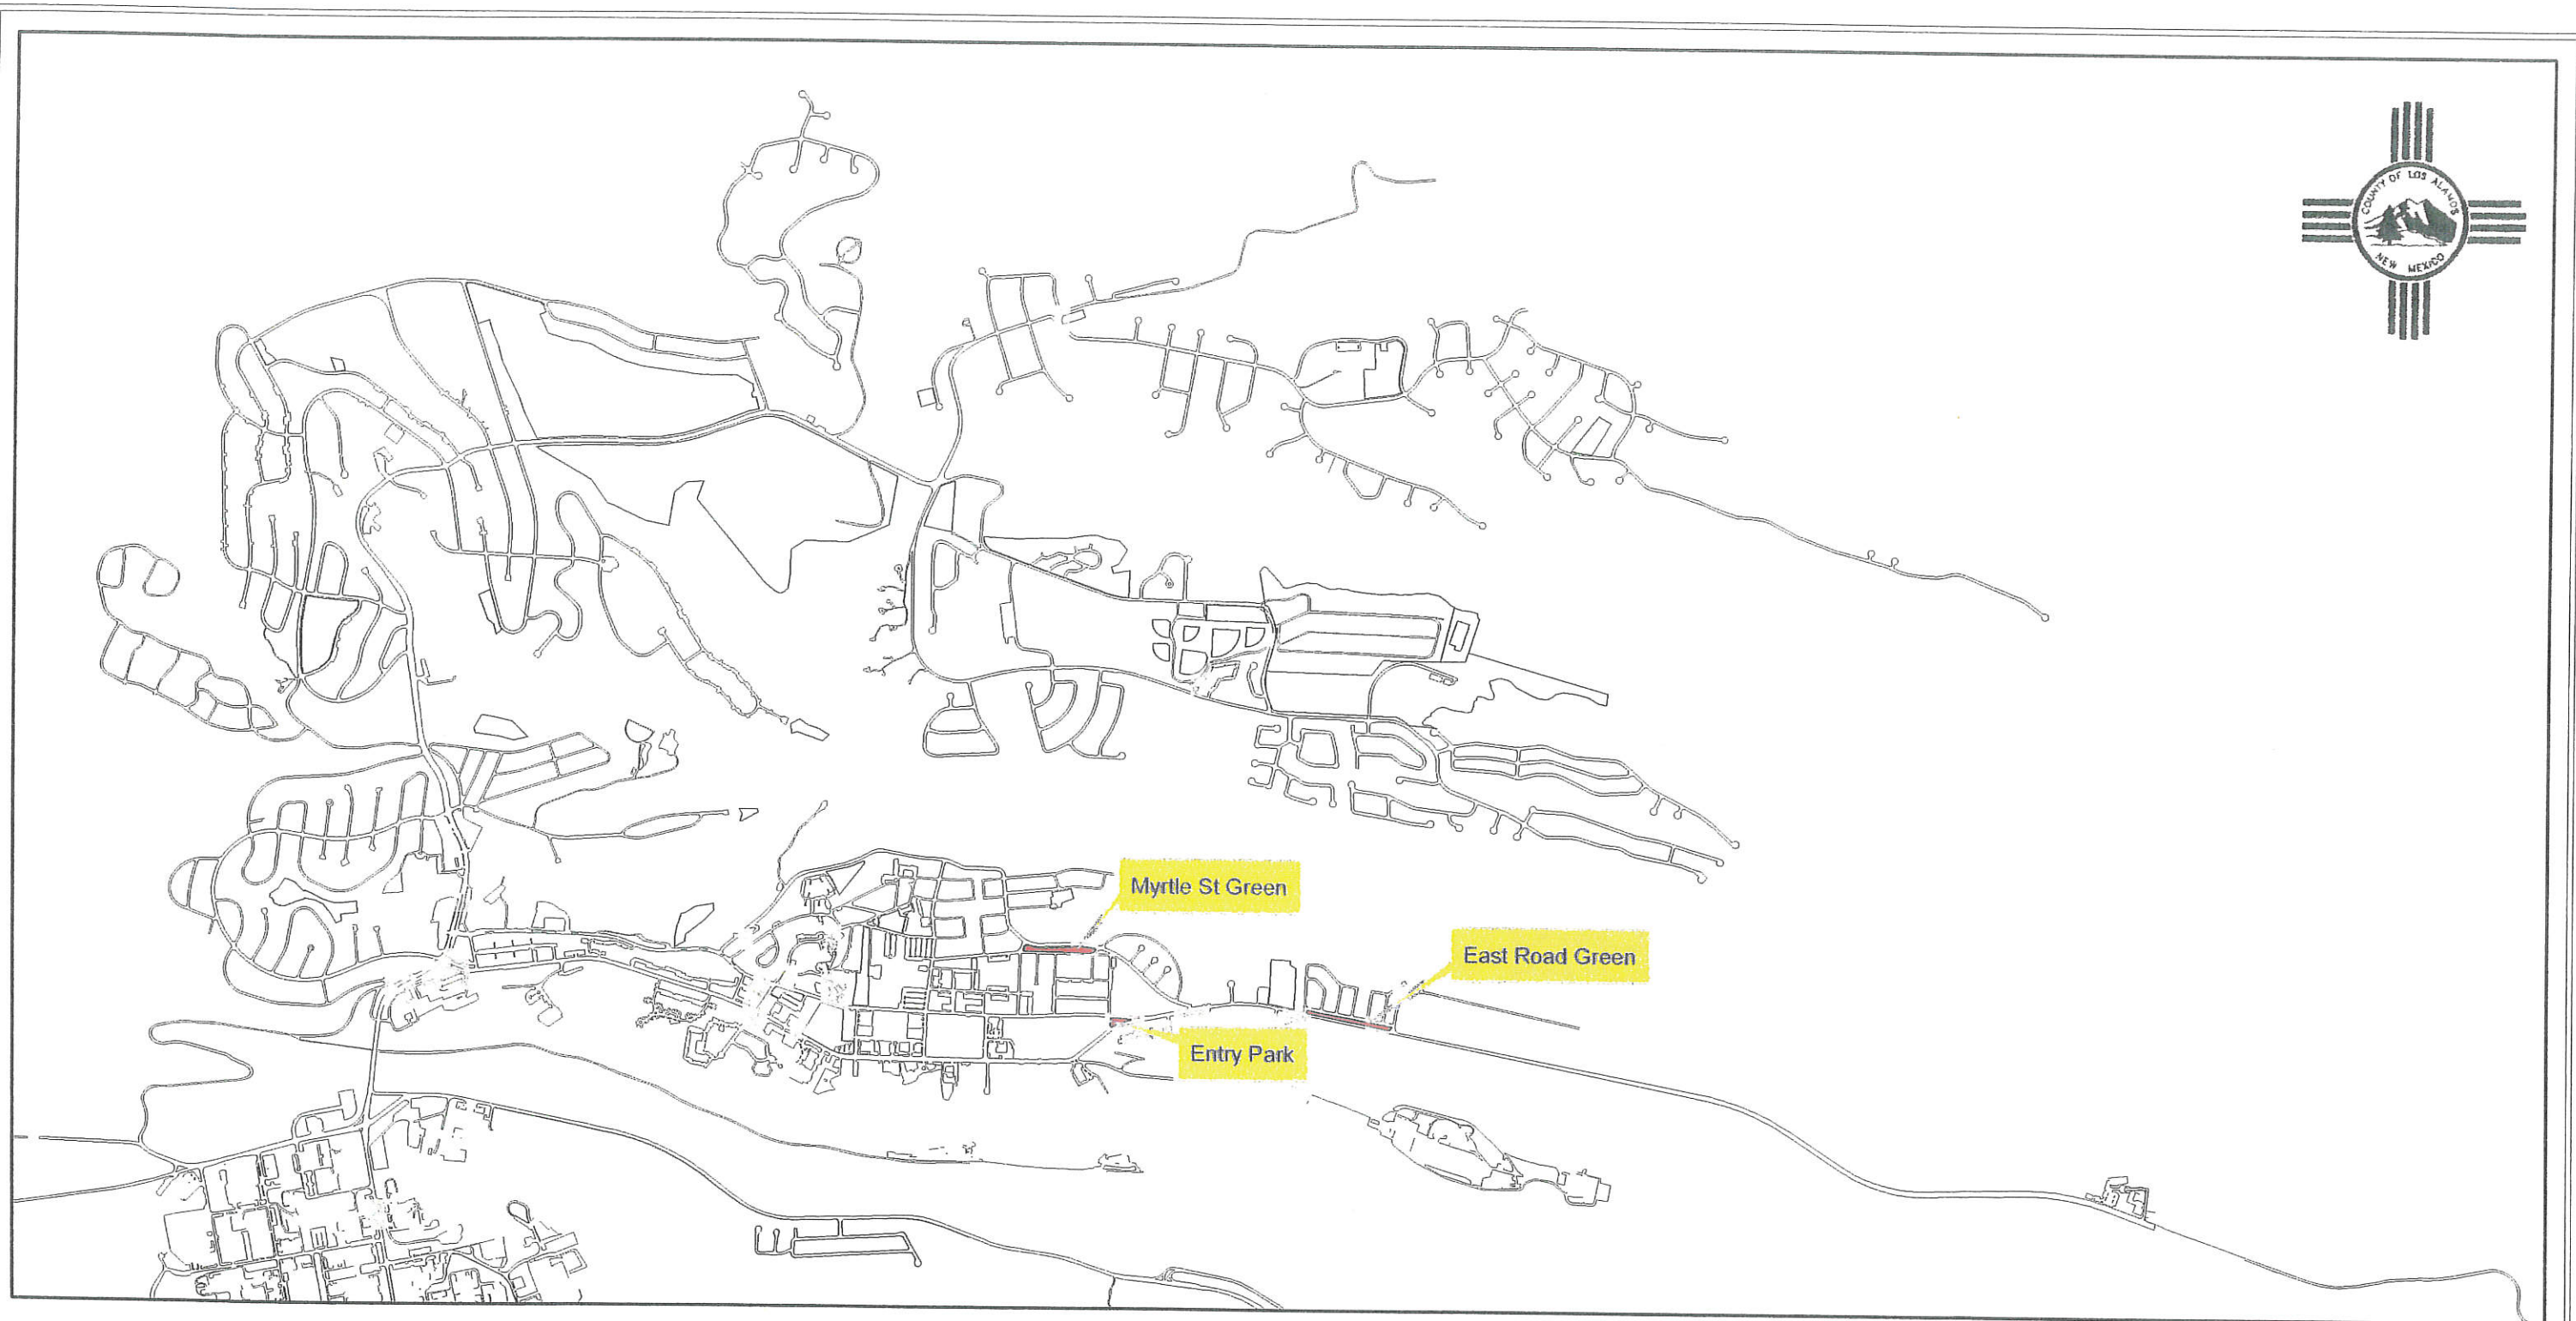 COUNTY OF LOS ALAMOS
NEW MEXICO
Myrtle St Green
East Road Green
Entry Park